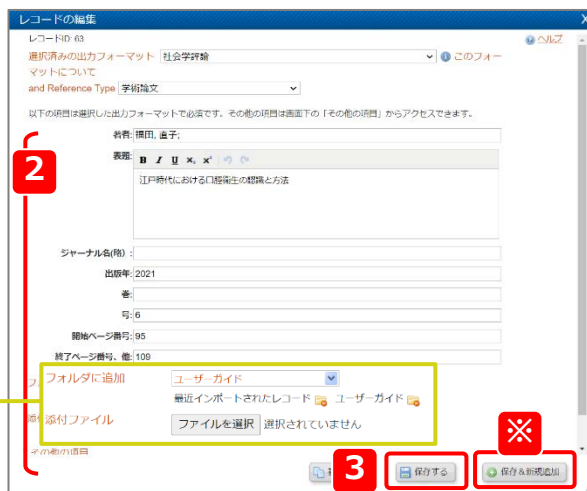 レコードの編集 X
レコードID: 63 ヘルプ
選択済みの出力フォーマット 社会学評論 このフォー
マットについて
and Reference Type 学術論文
以下の項目は選択した出力フォーマットで必須です。その他の項目は画面下の「その他の項目」からアクセスできます。
2
著者: 福田, 直子;
表題: B I U x₂ x²
江戸時代における口腔衛生の認識と方法
ジャーナル名(略) :
出版年: 2021
巻:
号: 6
開始ページ番号: 95
終了ページ番号、他: 109
フォルダに追加 ユーザーガイド
最近インポートされたレコード ユーザーガイド
添付ファイル ファイルを選択 選択されていません
その他の項目
※
3 保存する 保存&新規追加